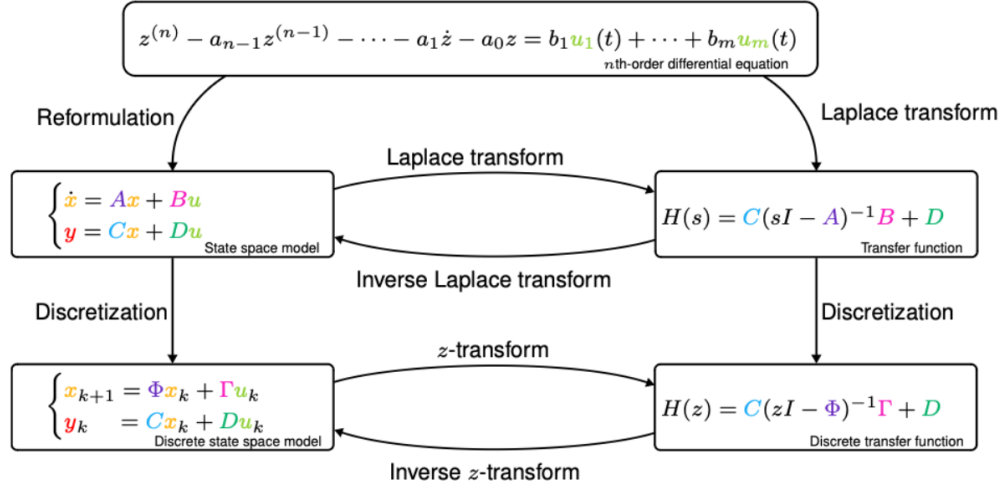 z^{(n)} − a_{n−1}z^{(n−1)} − ··· − a_1ż − a_0z = b_1u_1(t) + ··· + b_mu_m(t)
nth-order differential equation
Reformulation
Laplace transform
Laplace transform
ẋ = Ax + Bu
y = Cx + Du
State space model
H(s) = C(sI − A)^{−1}B + D
Transfer function
Inverse Laplace transform
Discretization
Discretization
z-transform
x_{k+1} = Φx_k + Γu_k
y_k = Cx_k + Du_k
Discrete state space model
H(z) = C(zI − Φ)^{−1}Γ + D
Discrete transfer function
Inverse z-transform